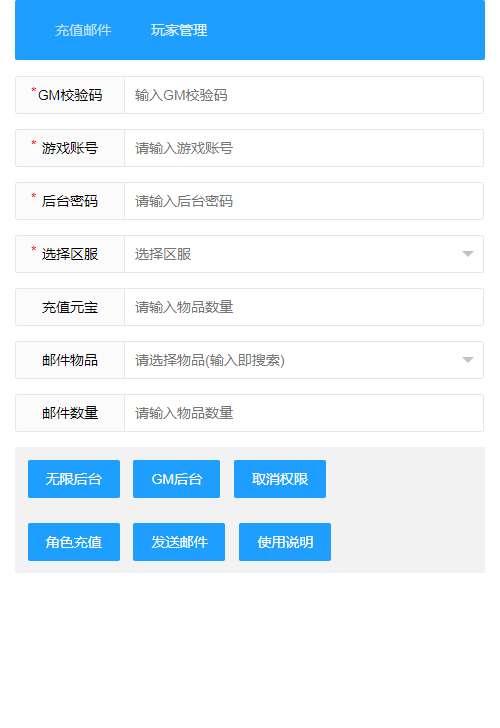 充值邮件 玩家管理
*GM校验码 输入GM校验码
* 游戏账号 请输入游戏账号
* 后台密码 请输入后台密码
* 选择区服 选择区服
充值元宝 请输入物品数量
邮件物品 请选择物品(输入即搜索)
邮件数量 请输入物品数量
无限后台 GM后台 取消权限
角色充值 发送邮件 使用说明